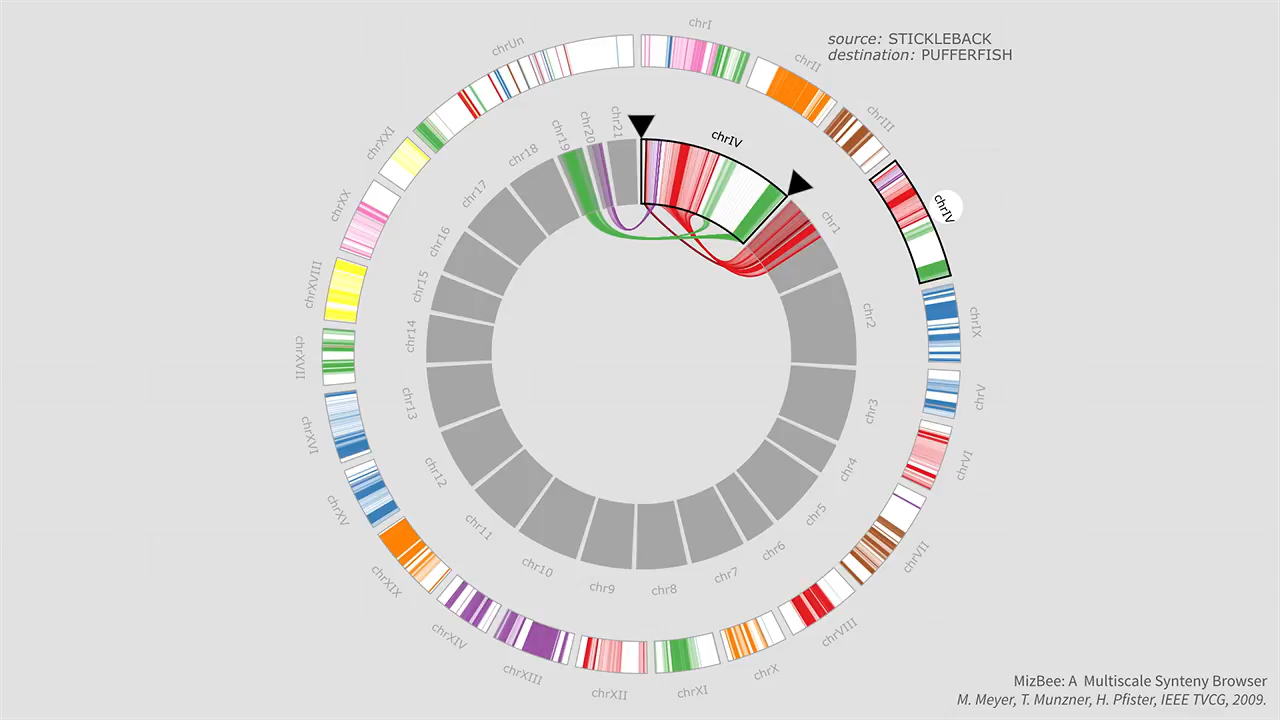 source: STICKLEBACK
destination: PUFFERFISH
chrI
chrII
chrIII
chrIV
chrIX
chrV
chrVI
chrVII
chrVIII
chrX
chrXI
chrXII
chrXIII
chrXIV
chrXIX
chrXV
chrXVI
chrXVII
chrXVIII
chrXX
chrXXI
chrUn
chrIV
chr1
chr2
chr3
chr4
chr5
chr6
chr7
chr8
chr9
chr10
chr11
chr12
chr13
chr14
chr15
chr16
chr17
chr18
chr19
chr20
chr21
MizBee: A Multiscale Synteny Browser
M. Meyer, T. Munzner, H. Pfister, IEEE TVCG, 2009.